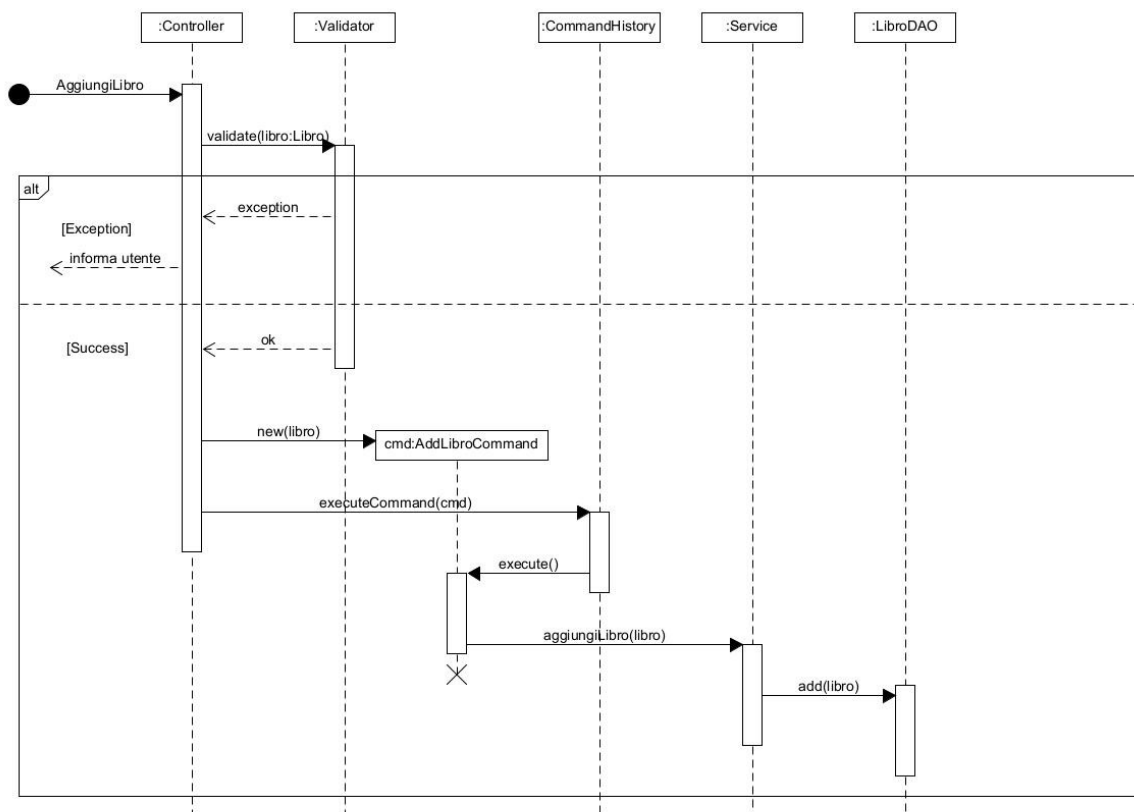 :Controller
:Validator
:CommandHistory
:Service
:LibroDAO
AggiungiLibro
validate(libro:Libro)
alt
exception
[Exception]
informa utente
ok
[Success]
new(libro)
cmd:AddLibroCommand
executeCommand(cmd)
execute()
aggiungiLibro(libro)
add(libro)